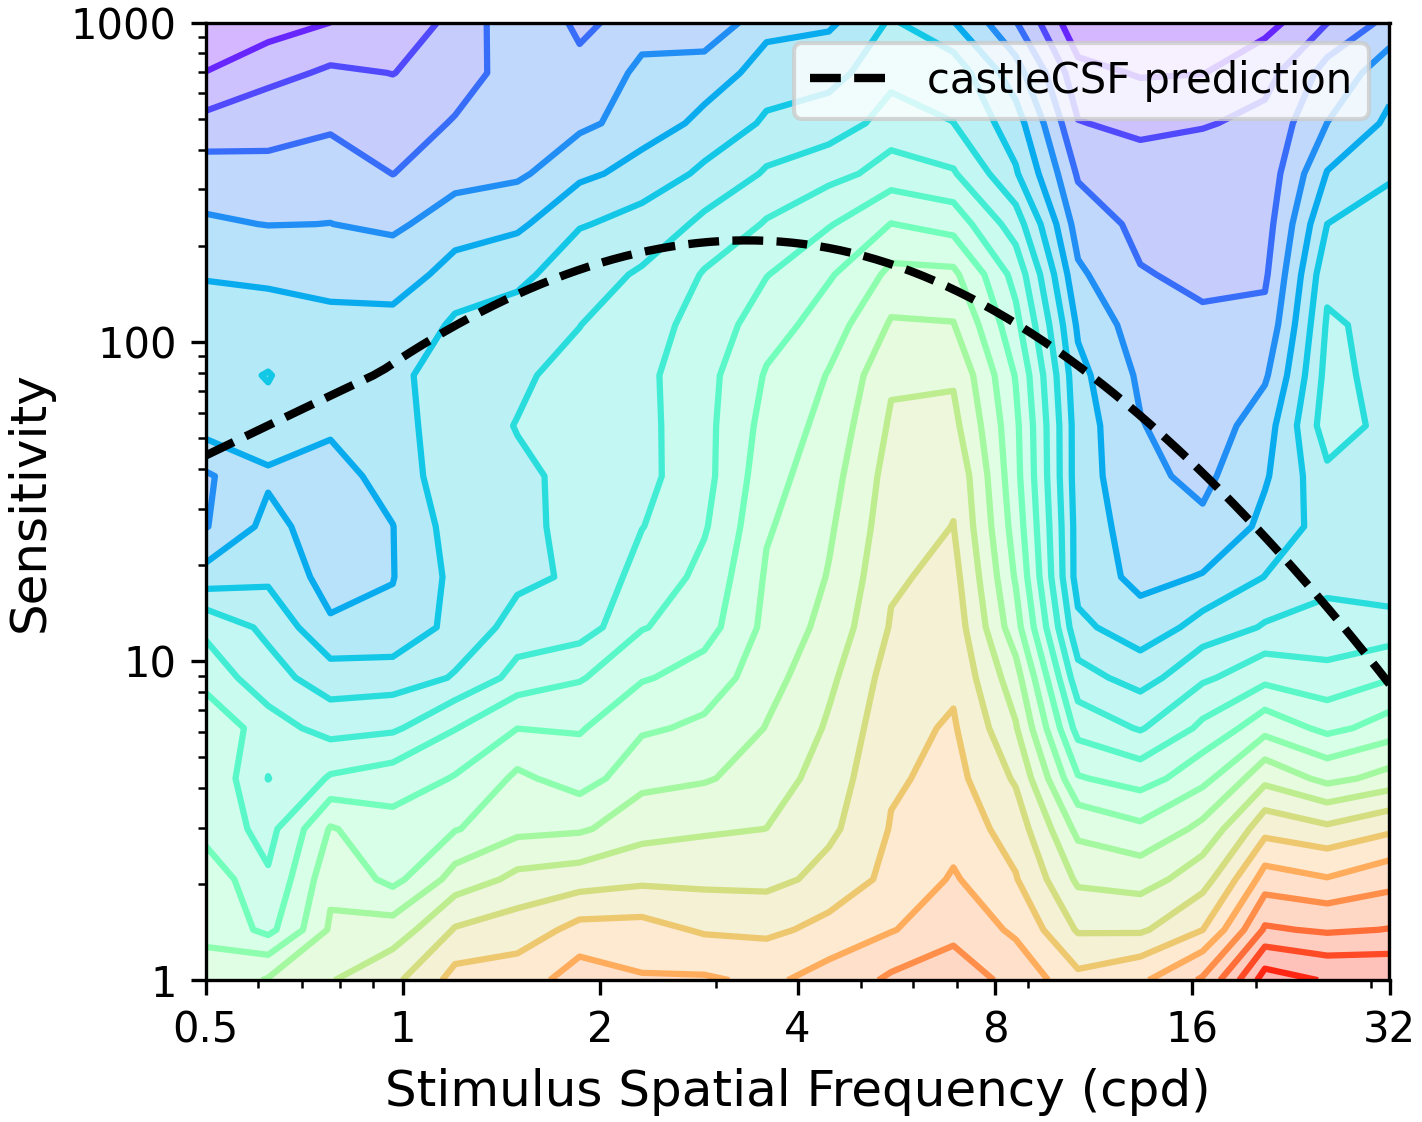 1000
castleCSF prediction
100
10
1
Sensitivity
0.5 1 2 4 8 16 32
Stimulus Spatial Frequency (cpd)